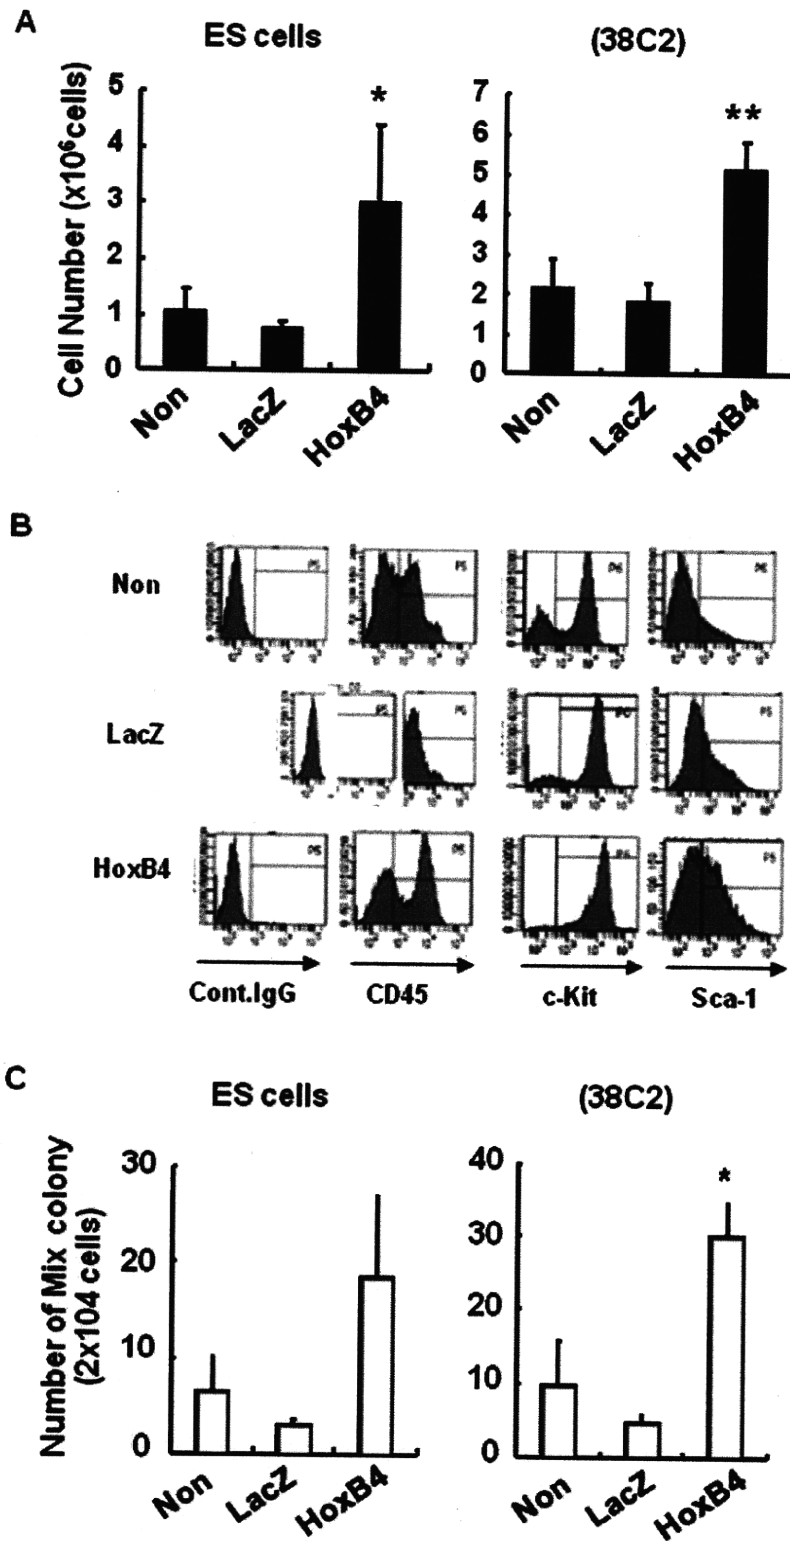 A
ES cells
(38C2)
Cell Number (x10⁶cells)
5
4
3
2
1
0
*
Non
LacZ
HoxB4
7
6
5
4
3
2
1
0
**
Non
LacZ
HoxB4
B
Non
LacZ
HoxB4
Cont.IgG
CD45
c-Kit
Sca-1
C
ES cells
(38C2)
Number of Mix colony
(2x104 cells)
30
20
10
0
Non
LacZ
HoxB4
40
30
20
10
0
*
Non
LacZ
HoxB4